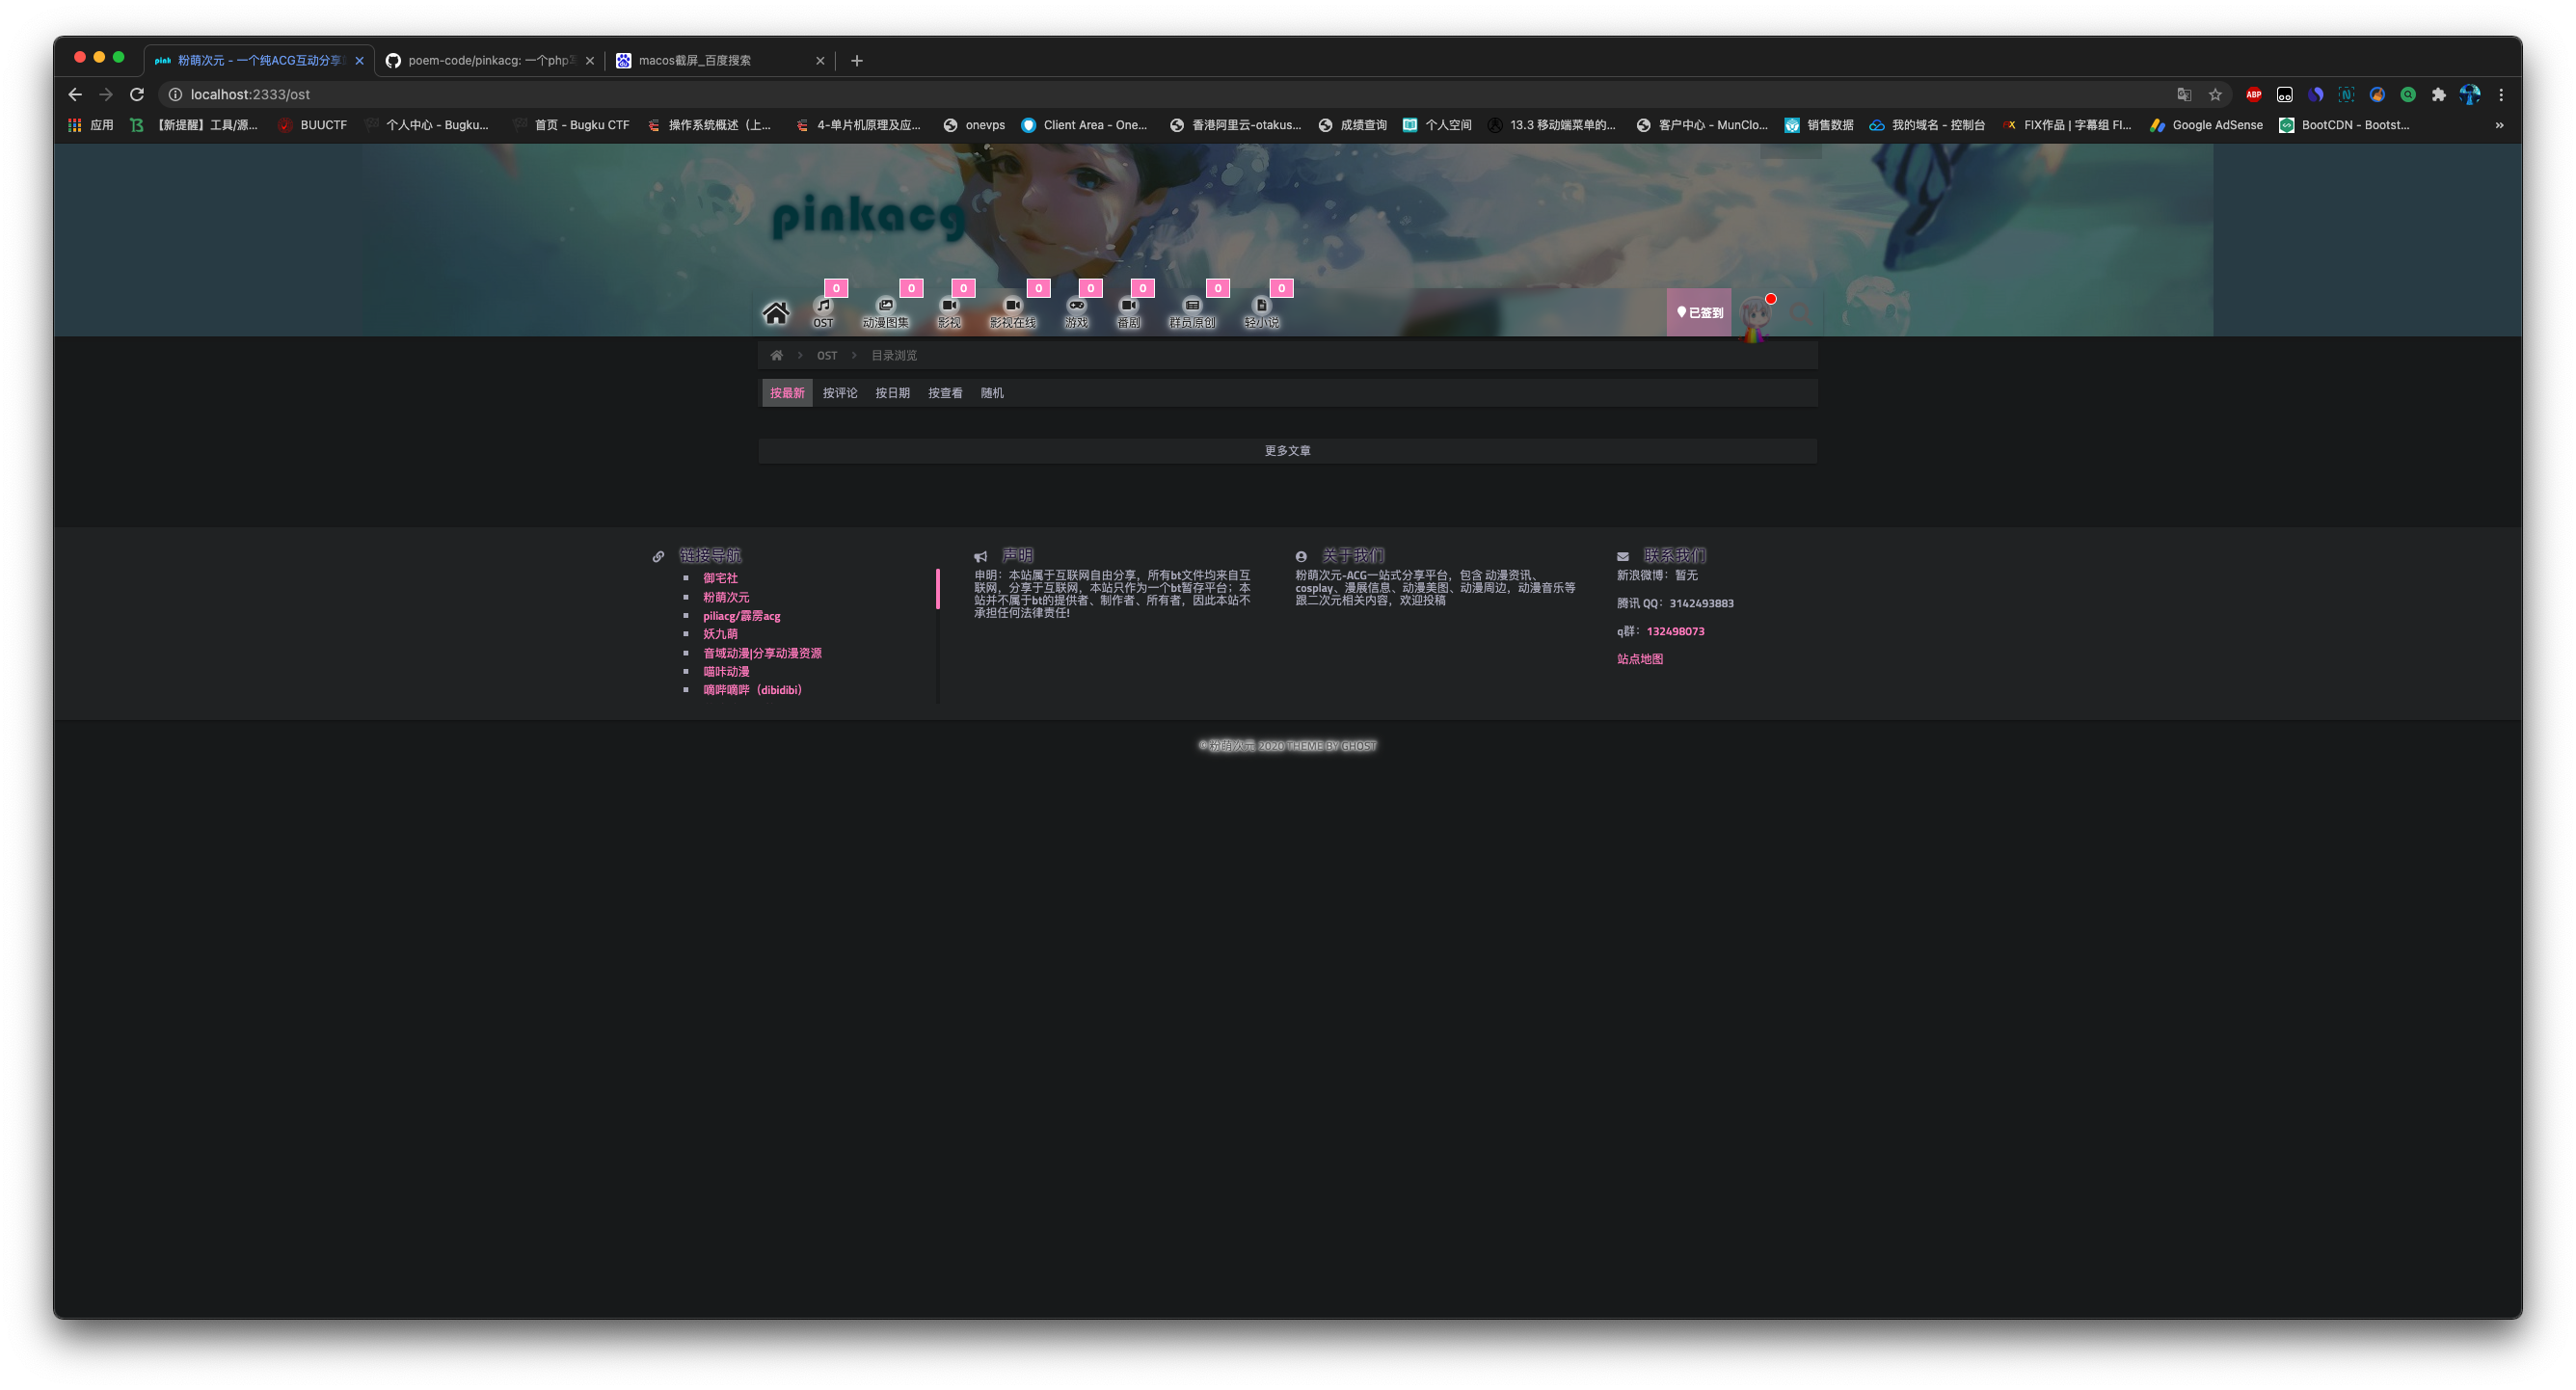 粉萌次元 - 一个纯ACG互动分享
poem-code/pinkacg: 一个php
macos截屏_百度搜索
localhost:2333/ost
ABP
应用
【新提醒】工具/源...
BUUCTF
个人中心 - Bugku...
首页 - Bugku CTF
操作系统概述（上...
4-单片机原理及应...
onevps
Client Area - One...
香港阿里云-otakus...
成绩查询
个人空间
13.3 移动端菜单的...
客户中心 - MunClo...
销售数据
我的域名 - 控制台
FIX作品 | 字幕组 FI...
Google AdSense
BootCDN - Bootst...
pinkacg
0 0 0 0 0 0 0 0
OST 动漫图集 影视 影视在线 游戏 番剧 群员原创 轻小说
已签到
OST 目录浏览
按最新 按评论 按日期 按查看 随机
更多文章
链接导航
御宅社
粉萌次元
piliacg/霹雳acg
妖九萌
音域动漫|分享动漫资源
喵咔动漫
嘀哔嘀哔（dibidibi）
声明
申明：本站属于互联网自由分享，所有bt文件均来自互
联网，分享于互联网，本站只作为一个bt暂存平台；本
站并不属于bt的提供者、制作者、所有者，因此本站不
承担任何法律责任!
关于我们
粉萌次元-ACG一站式分享平台，包含 动漫资讯、
cosplay、漫展信息、动漫美图、动漫周边，动漫音乐等
跟二次元相关内容，欢迎投稿
联系我们
新浪微博：暂无
腾讯 QQ：3142493883
q群：132498073
站点地图
© 粉萌次元 2020 THEME BY GHOST